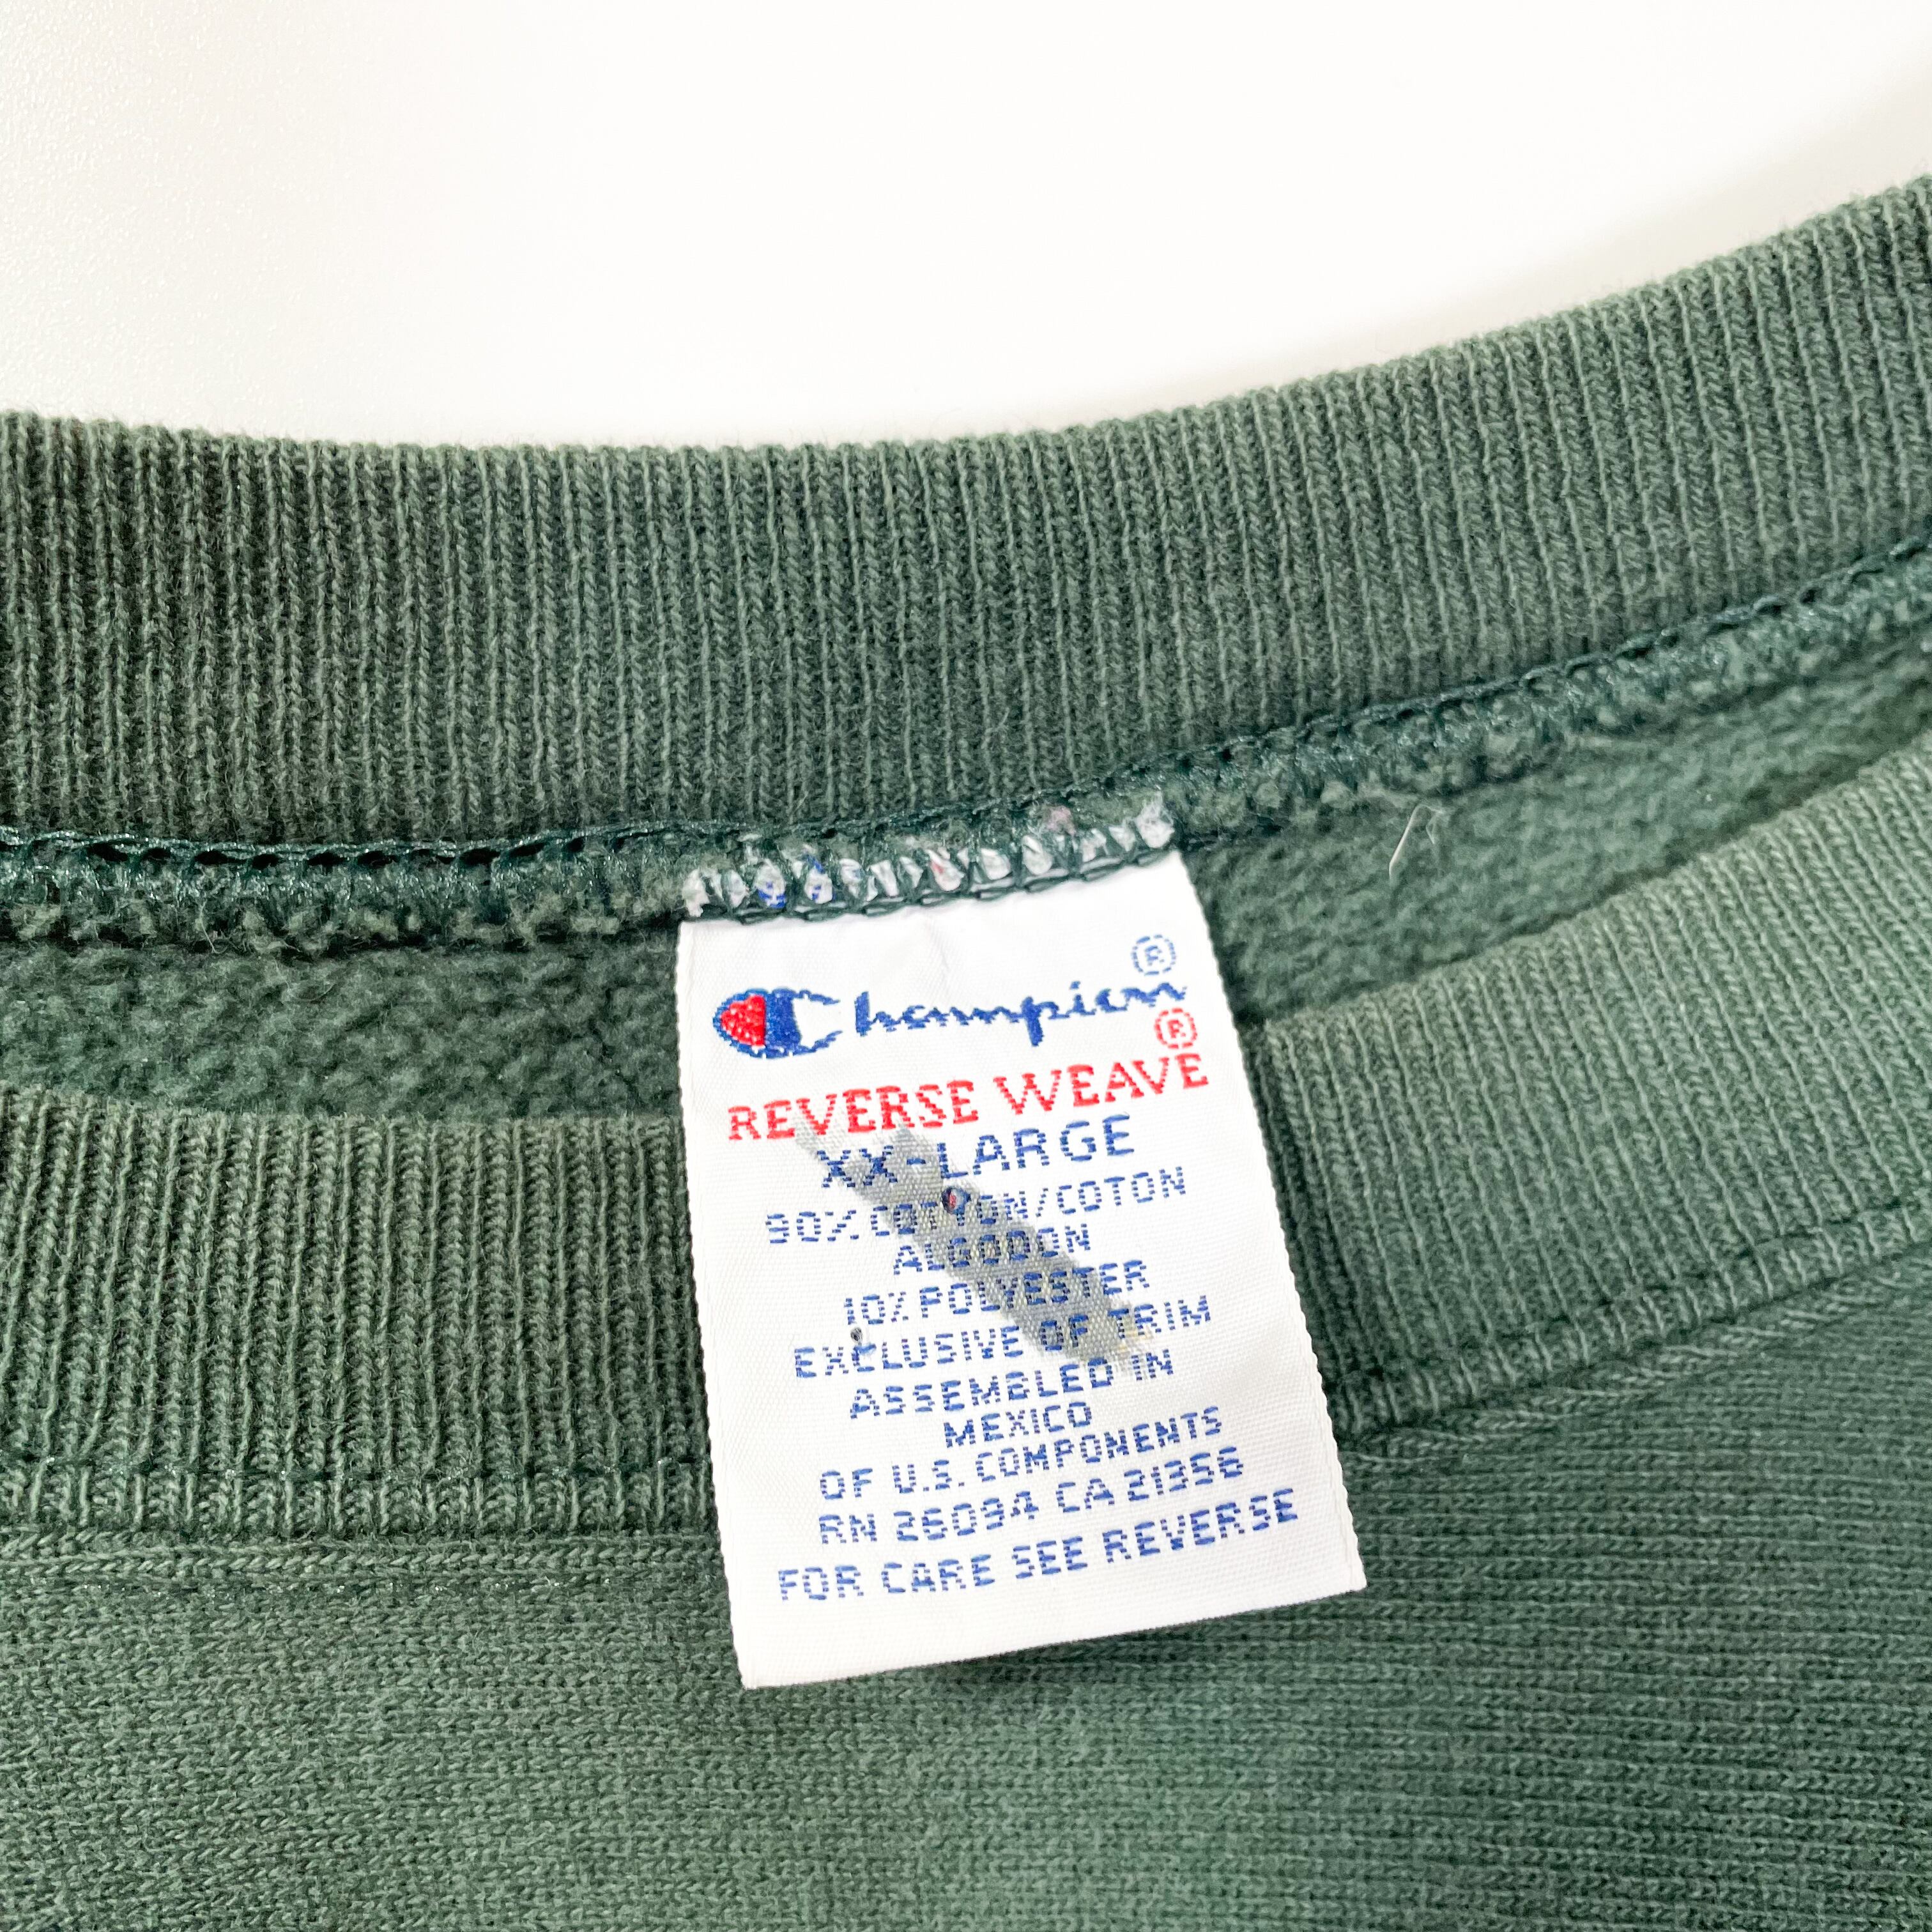 Champion®
REVERSE WEAVE®
XX-LARGE
90% COTTON/COTON
ALGODON
10% POLYESTER
EXCLUSIVE OF TRIM
ASSEMBLED IN
MEXICO
OF U.S. COMPONENTS
RN 26094 CA 21356
FOR CARE SEE REVERSE